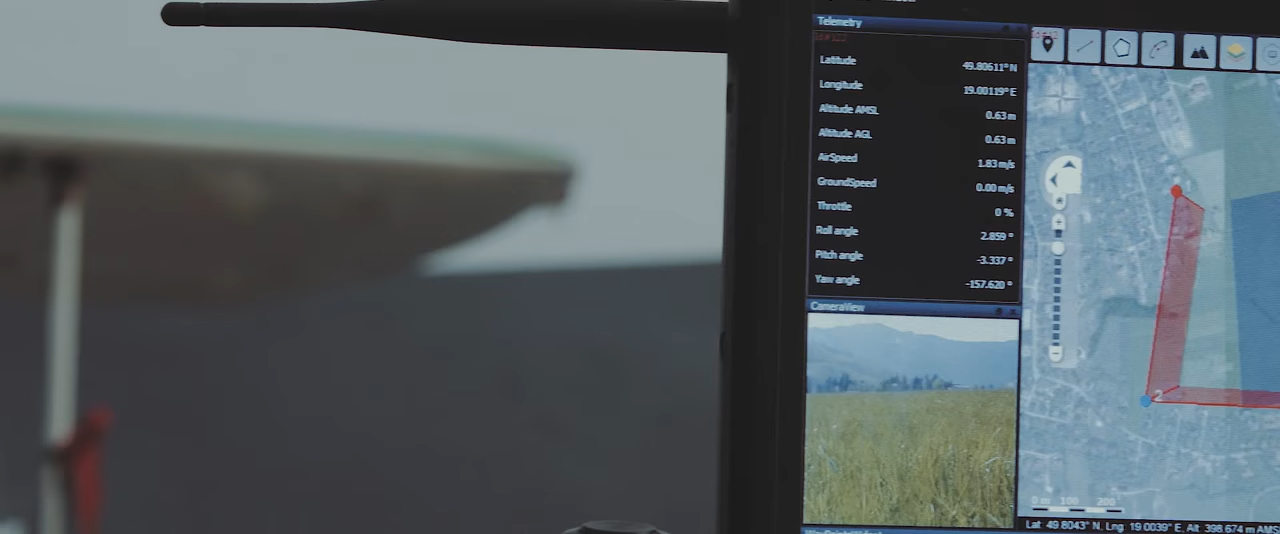 Telemetry
Latitude 49.80611° N
Longitude 19.00119° E
Altitude AMSL 0.63 m
Altitude AGL 0.63 m
AirSpeed 1.83 m/s
GroundSpeed 0.00 m/s
Throttle 0 %
Roll angle 2.859 °
Pitch angle -3.337 °
Yaw angle -157.620 °
CameraView
2
0 m 100 200
Lat: 49.8043° N, Lng: 19.0039° E, Alt: 398.674 m AMS